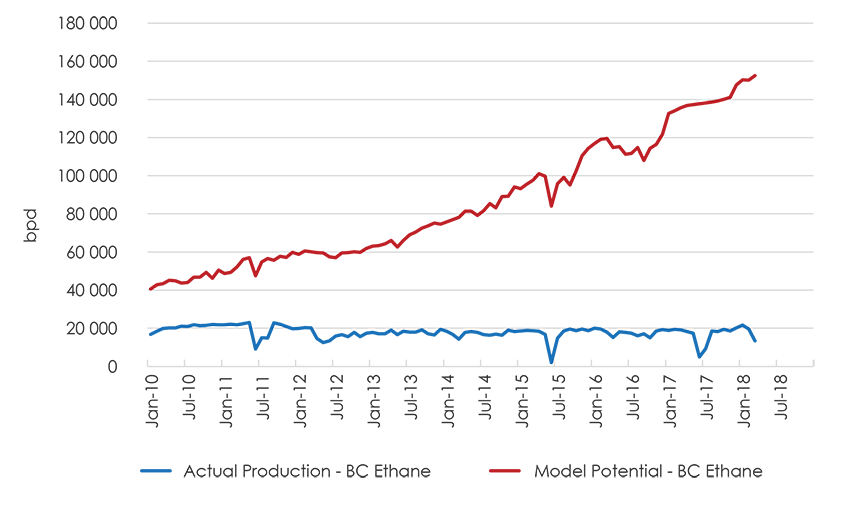 180 000
160 000
140 000
120 000
100 000
80 000
60 000
40 000
20 000
0
bpd
Jan-10
Jul-10
Jan-11
Jul-11
Jan-12
Jul-12
Jan-13
Jul-13
Jan-14
Jul-14
Jan-15
Jul-15
Jan-16
Jul-16
Jan-17
Jul-17
Jan-18
Jul-18
Actual Production - BC Ethane
Model Potential - BC Ethane